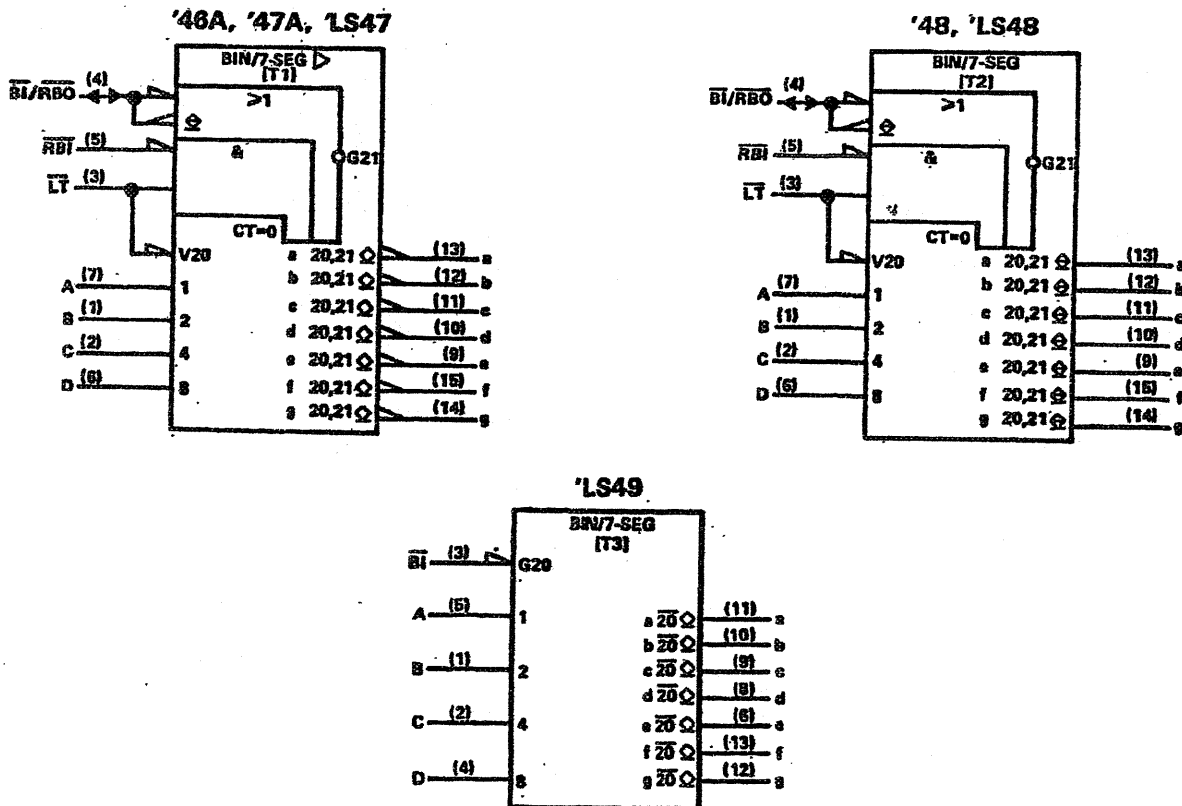 '46A, '47A, 'LS47
BIN/7-SEG ▷
[T1]
BI/RBO (4)
>1
RBI (5)
&
G21
LT (3)
CT=0
V20
A (7) 1
B (1) 2
C (2) 4
D (6) 8
a 20,21 (13) a
b 20,21 (12) b
c 20,21 (11) c
d 20,21 (10) d
e 20,21 (9) e
f 20,21 (15) f
g 20,21 (14) g
'48, 'LS48
BIN/7-SEG
[T2]
BI/RBO (4)
>1
RBI (5)
&
G21
LT (3)
CT=0
V20
A (7) 1
B (1) 2
C (2) 4
D (6) 8
a 20,21 (13) a
b 20,21 (12) b
c 20,21 (11) c
d 20,21 (10) d
e 20,21 (9) e
f 20,21 (15) f
g 20,21 (14) g
'LS49
BIN/7-SEG
[T3]
BI (3) G20
A (5) 1
B (1) 2
C (2) 4
D (4) 8
a 20 (11) a
b 20 (10) b
c 20 (9) c
d 20 (8) d
e 20 (6) e
f 20 (13) f
g 20 (12) g